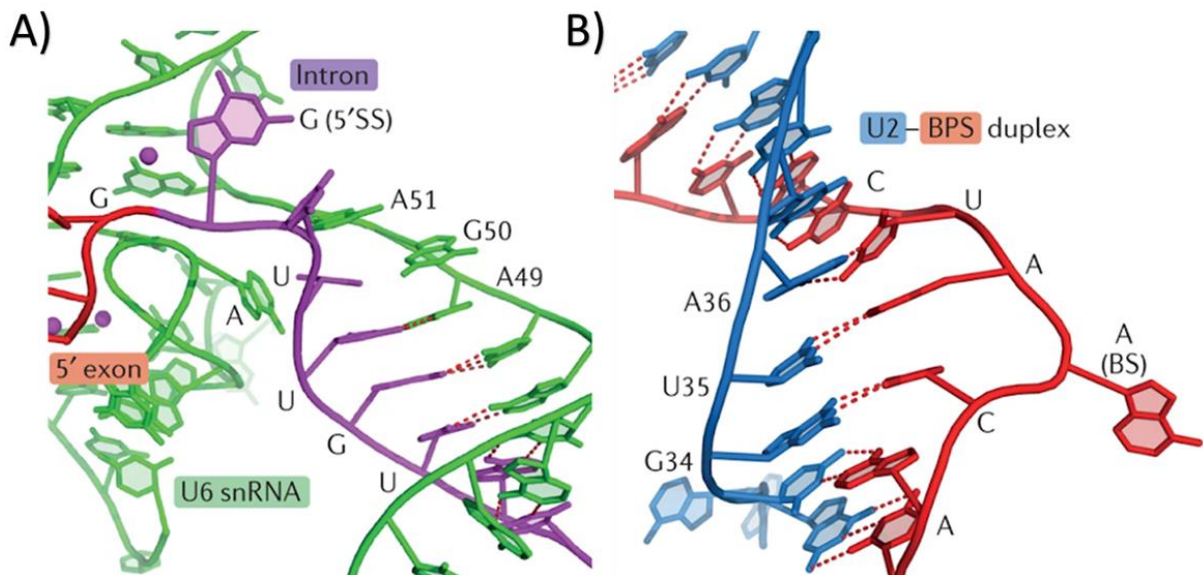 A)
Intron
G (5′SS)
G
A51
G50
U
A49
A
5′ exon
U
G
U6 snRNA
U
B)
U2–BPS duplex
C
U
A
A36
A
(BS)
U35
C
G34
A